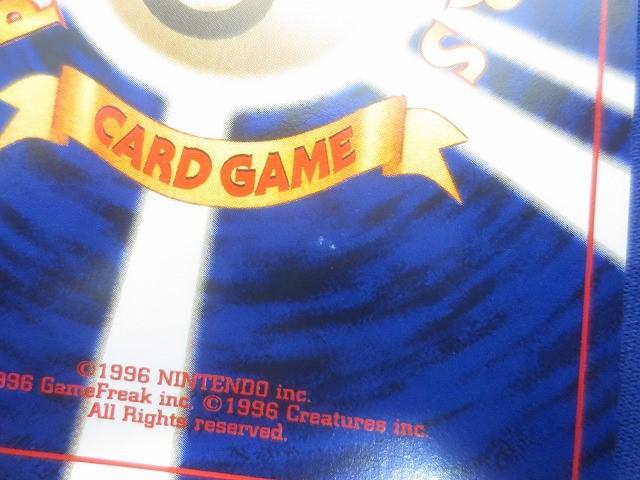 CARD GAME
©1996 NINTENDO inc.
996 GameFreak inc. ©1996 Creatures inc.
All Rights reserved.